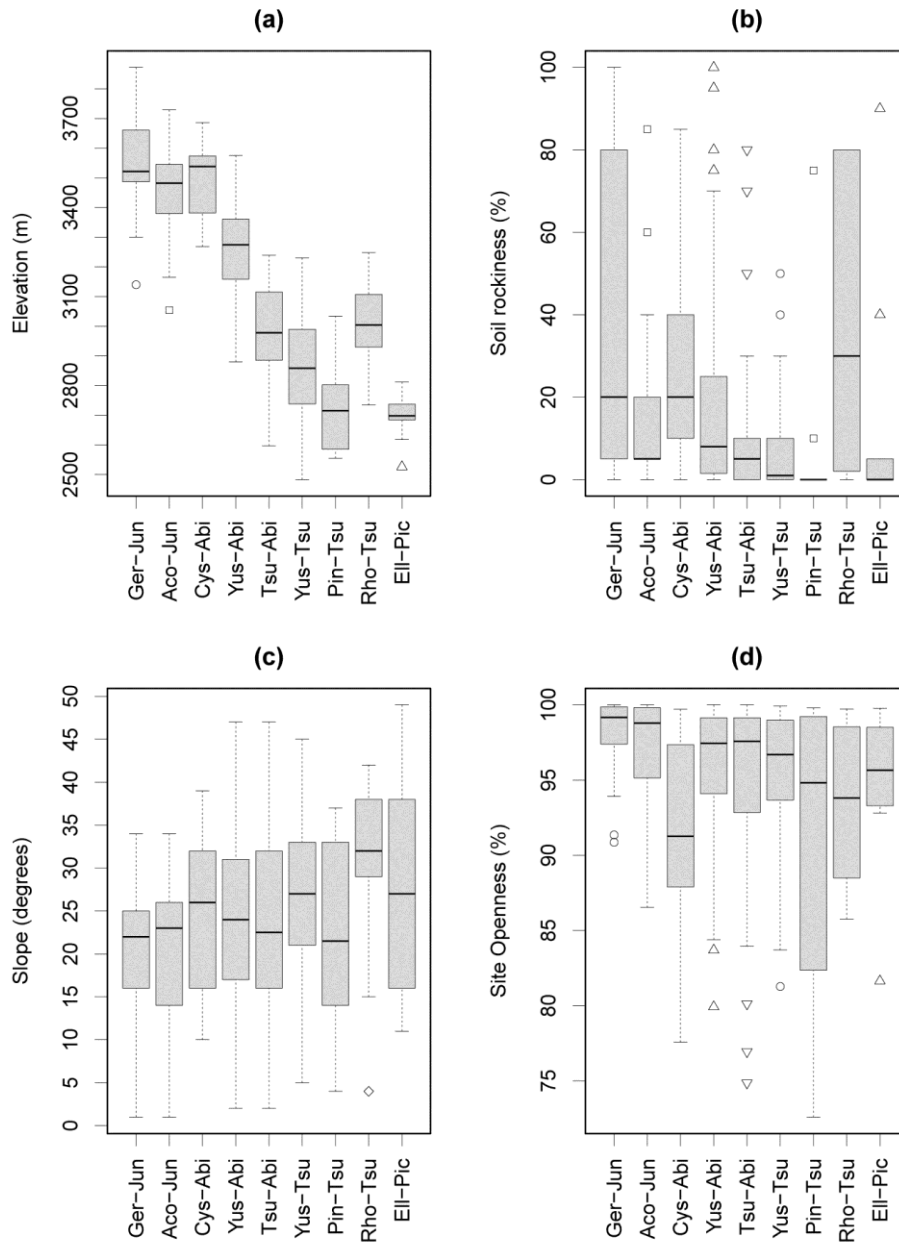 (a)
Elevation (m)
3700
3400
3100
2800
2500
Ger-Jun
Aco-Jun
Cys-Abi
Yus-Abi
Tsu-Abi
Yus-Tsu
Pin-Tsu
Rho-Tsu
Ell-Pic
(b)
Soil rockiness (%)
100
80
60
40
20
0
Ger-Jun
Aco-Jun
Cys-Abi
Yus-Abi
Tsu-Abi
Yus-Tsu
Pin-Tsu
Rho-Tsu
Ell-Pic
(c)
Slope (degrees)
50
45
40
35
30
25
20
15
10
5
0
Ger-Jun
Aco-Jun
Cys-Abi
Yus-Abi
Tsu-Abi
Yus-Tsu
Pin-Tsu
Rho-Tsu
Ell-Pic
(d)
Site Openness (%)
100
95
90
85
80
75
Ger-Jun
Aco-Jun
Cys-Abi
Yus-Abi
Tsu-Abi
Yus-Tsu
Pin-Tsu
Rho-Tsu
Ell-Pic